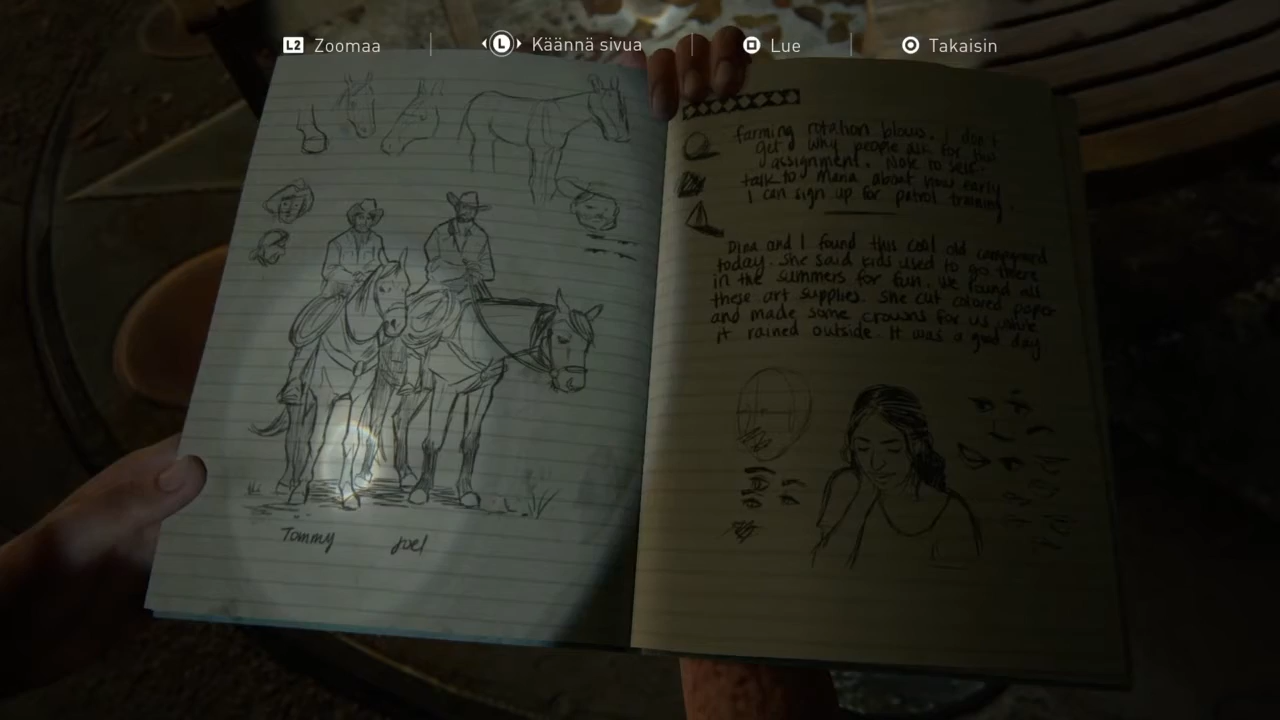 L2 Zoomaa
L Käännä sivua
Lue
Takaisin
Tommy
Joel
farming rotation blows. I don't
get why people ask for this
assignment. Note to self:
talk to Maria about how early
I can sign up for patrol training.
Dina and I found this cool old campground
today. She said kids used to go there
in the summers for fun. We found all
these art supplies. She cut colored paper
and made some crowns for us while
it rained outside. It was a good day